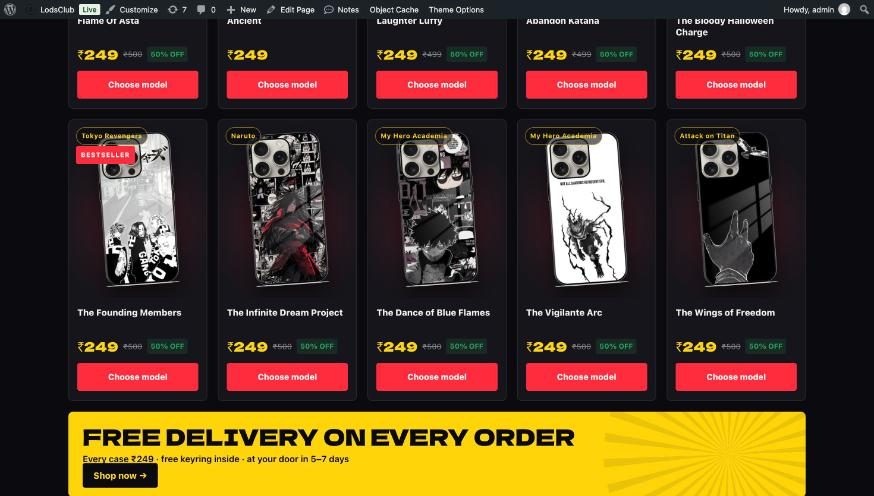 LodsClub Live Customize 7 0 New Edit Page Notes Object Cache Theme Options Howdy, admin
Flame Of Asta
Ancient
Laughter Luffy
Abandon Katana
The Bloody Halloween
Charge
₹249 ₹500 50% OFF
₹249
₹249 ₹499 50% OFF
₹249 ₹499 50% OFF
₹249 ₹500 50% OFF
Choose model
Choose model
Choose model
Choose model
Choose model
Tokyo Revengers
BESTSELLER
Naruto
My Hero Academia
My Hero Academia
Attack on Titan
The Founding Members
The Infinite Dream Project
The Dance of Blue Flames
The Vigilante Arc
The Wings of Freedom
₹249 ₹500 50% OFF
₹249 ₹500 50% OFF
₹249 ₹500 50% OFF
₹249 ₹500 50% OFF
₹249 ₹500 50% OFF
Choose model
Choose model
Choose model
Choose model
Choose model
FREE DELIVERY ON EVERY ORDER
Every case ₹249 · free keyring inside · at your door in 5–7 days
Shop now →